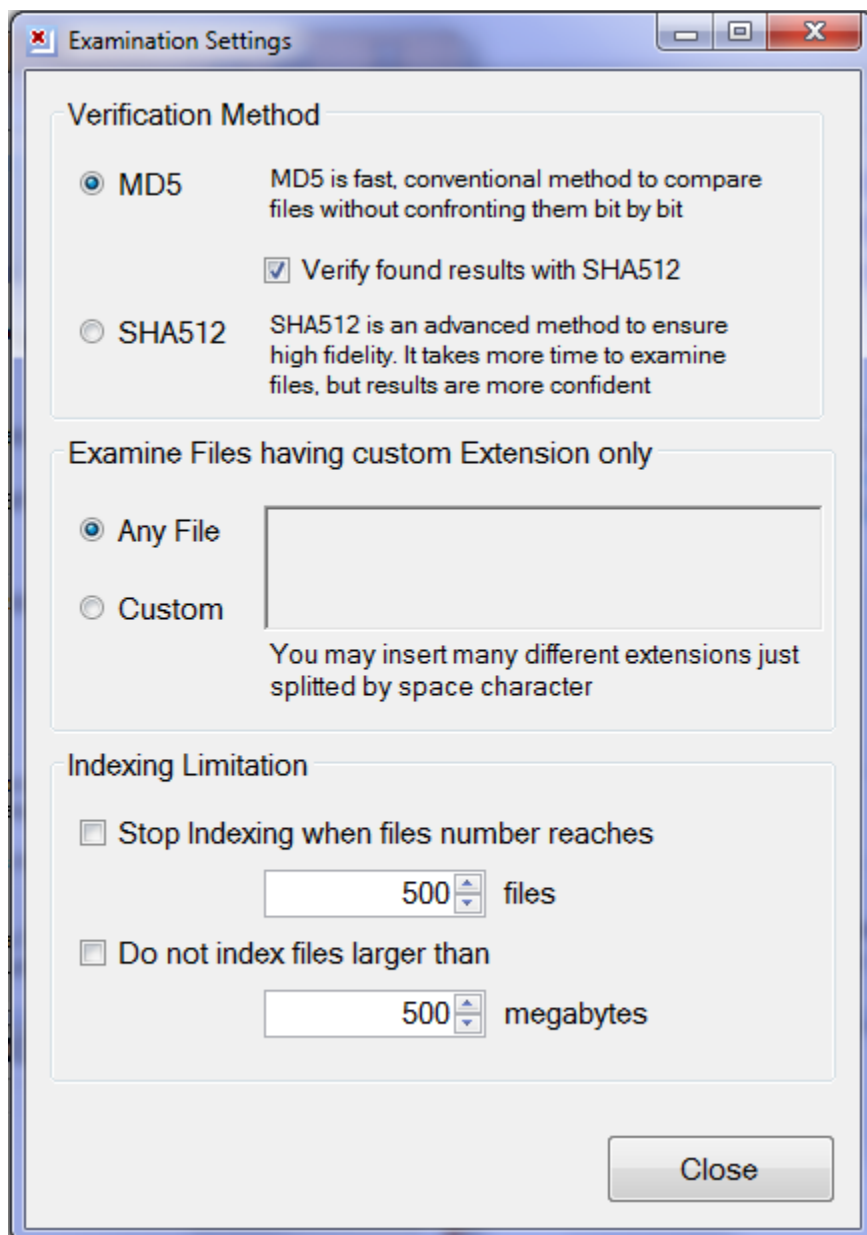 Examination Settings
Verification Method
MD5
MD5 is fast, conventional method to compare
files without confronting them bit by bit
Verify found results with SHA512
SHA512
SHA512 is an advanced method to ensure
high fidelity. It takes more time to examine
files, but results are more confident
Examine Files having custom Extension only
Any File
Custom
You may insert many different extensions just
splitted by space character
Indexing Limitation
Stop Indexing when files number reaches
500 files
Do not index files larger than
500 megabytes
Close